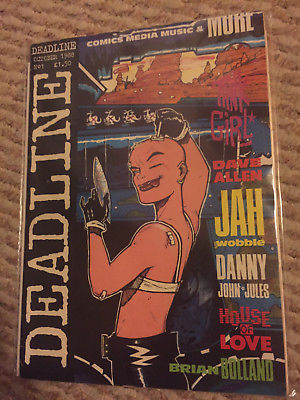 DEADLINE
OCTOBER 1988
No1 £1.50
COMICS MEDIA MUSIC & MORE
DEADLINE
TANK
GIRL
DAVE
ALLEN
JAH
wobble
DANNY
JOHN-JULES
HOUSE
OF
LOVE
BRIAN BOLLAND